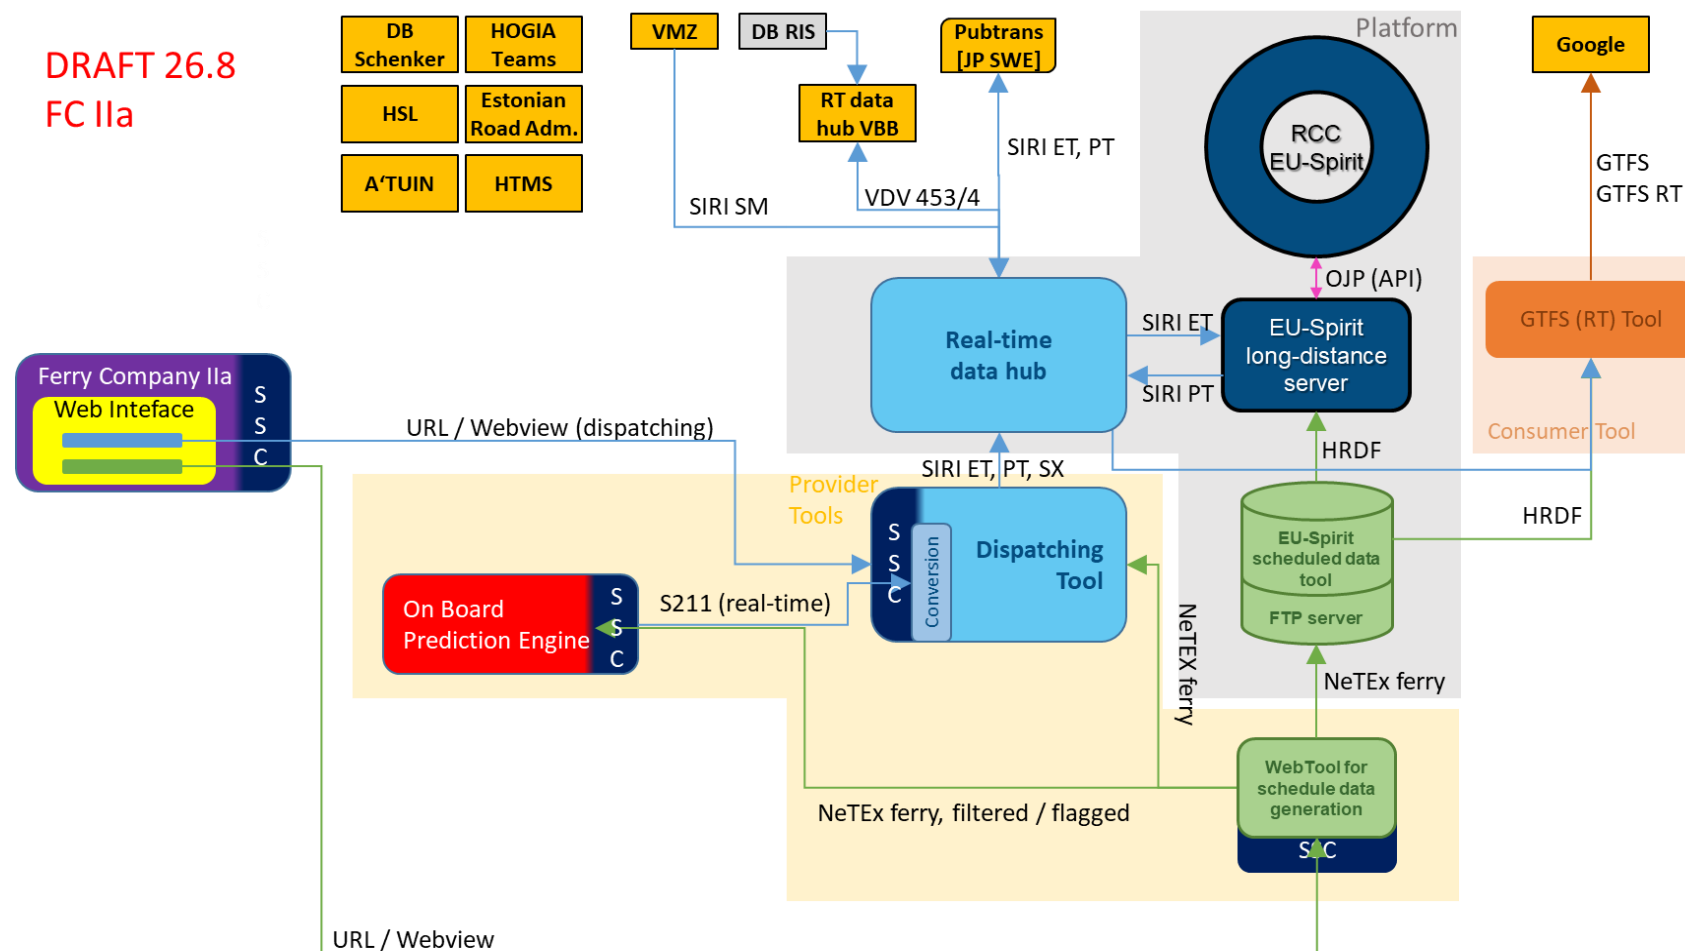 DRAFT 26.8
FC IIa
DB
Schenker
HOGIA
Teams
HSL
Estonian
Road Adm.
A‘TUIN
HTMS
VMZ
DB RIS
RT data
hub VBB
Pubtrans
[JP SWE]
Platform
RCC
EU-Spirit
Google
SIRI ET, PT
VDV 453/4
SIRI SM
GTFS
GTFS RT
OJP (API)
Real-time
data hub
SIRI ET
SIRI PT
EU-Spirit
long-distance
server
GTFS (RT) Tool
Consumer Tool
Ferry Company IIa
Web Inteface
S
S
C
URL / Webview (dispatching)
SIRI ET, PT, SX
HRDF
HRDF
Provider
Tools
S
S
C
Conversion
Dispatching
Tool
EU-Spirit
scheduled data
tool
FTP server
On Board
Prediction Engine
S
S
C
S211 (real-time)
NeTEX ferry
NeTEx ferry
NeTEx ferry, filtered / flagged
WebTool for
schedule data
generation
SSC
URL / Webview